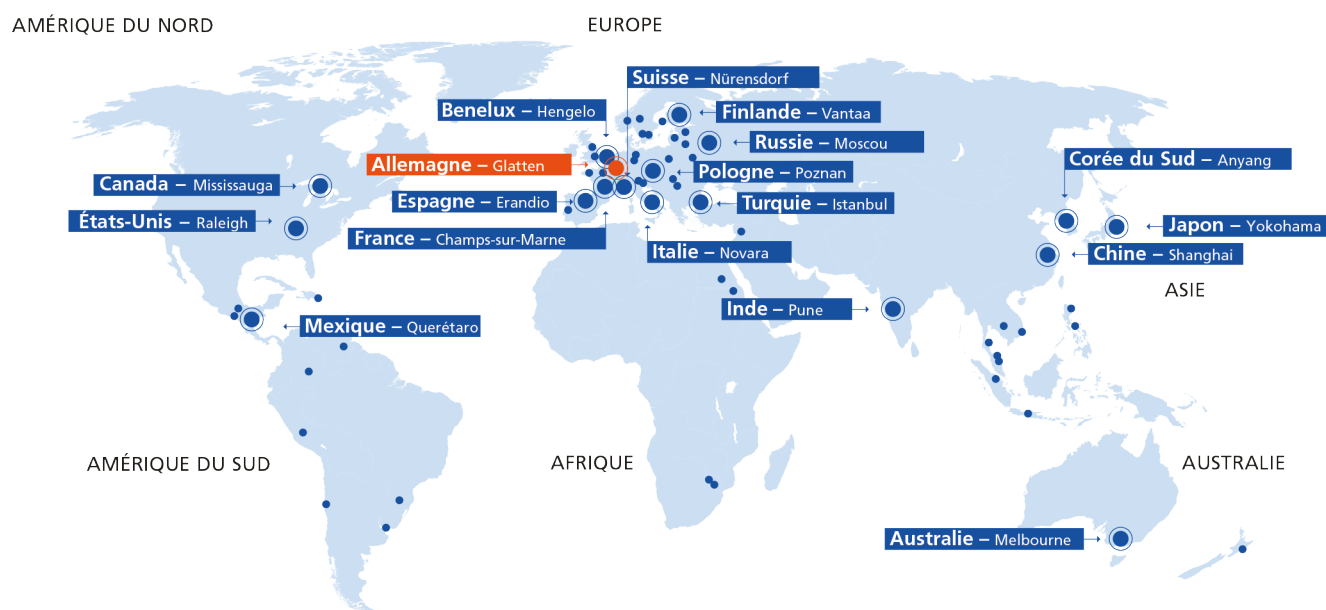 AMÉRIQUE DU NORD
EUROPE
Suisse – Nürensdorf
Benelux – Hengelo
Finlande – Vantaa
Russie – Moscou
Allemagne – Glatten
Corée du Sud – Anyang
Pologne – Poznan
Canada – Mississauga
Espagne – Erandio
Turquie – Istanbul
États-Unis – Raleigh
Japon – Yokohama
France – Champs-sur-Marne
Italie – Novara
Chine – Shanghai
ASIE
Inde – Pune
Mexique – Querétaro
AMÉRIQUE DU SUD
AFRIQUE
AUSTRALIE
Australie – Melbourne